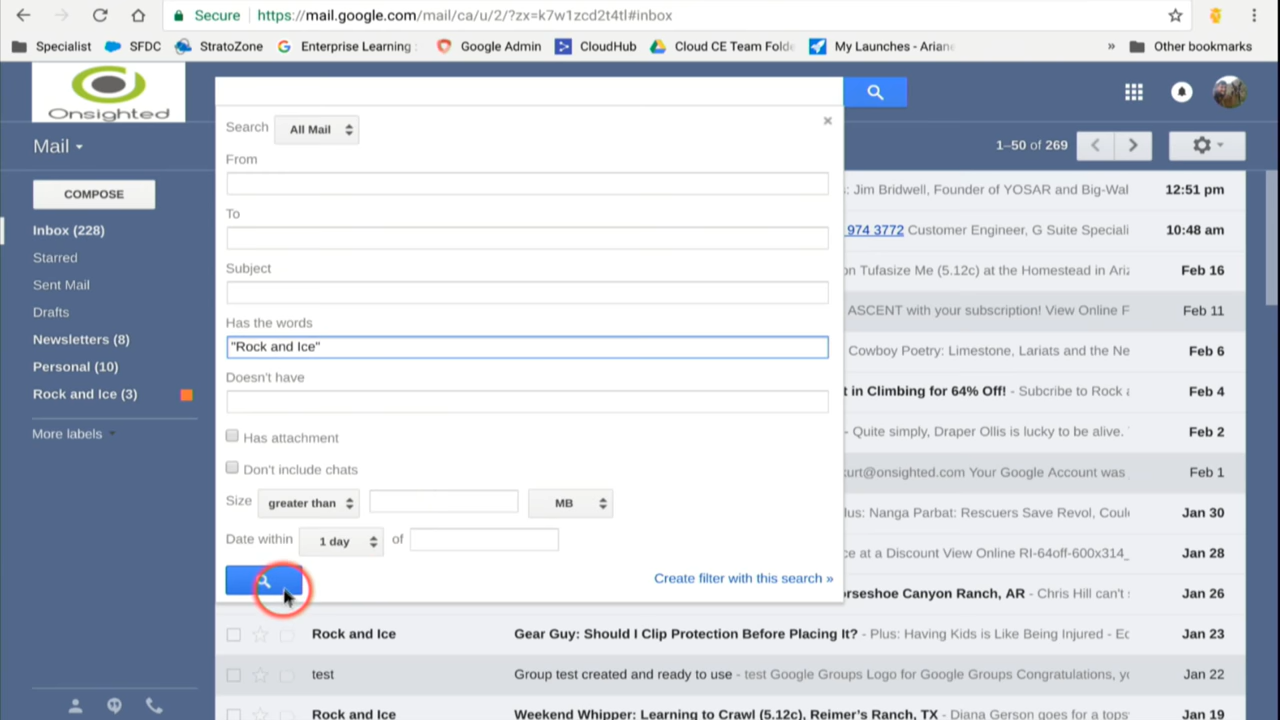 Secure https://mail.google.com/mail/ca/u/2/?zx=k7w1zcd2t4tl#inbox
Specialist SFDC StratoZone Enterprise Learning Google Admin CloudHub Cloud CE Team Folde My Launches - Ariane » Other bookmarks
Onsighted
Mail
COMPOSE
Inbox (228)
Starred
Sent Mail
Drafts
Newsletters (8)
Personal (10)
Rock and Ice (3)
More labels
Search All Mail ×
From
To
Subject
Has the words
"Rock and Ice"
Doesn't have
Has attachment
Don't include chats
Size greater than MB
Date within 1 day of
Create filter with this search »
1–50 of 269
: Jim Bridwell, Founder of YOSAR and Big-Wal 12:51 pm
974 3772 Customer Engineer, G Suite Speciali 10:48 am
on Tufasize Me (5.12c) at the Homestead in Ariz Feb 16
ASCENT with your subscription! View Online F Feb 11
Cowboy Poetry: Limestone, Lariats and the Ne Feb 6
t in Climbing for 64% Off! - Subcribe to Rock a Feb 4
- Quite simply, Draper Ollis is lucky to be alive. Feb 2
kurt@onsighted.com Your Google Account was Feb 1
lus: Nanga Parbat: Rescuers Save Revol, Could Jan 30
ce at a Discount View Online RI-64off-600x314_ Jan 28
orseshoe Canyon Ranch, AR - Chris Hill can't Jan 26
Rock and Ice Gear Guy: Should I Clip Protection Before Placing It? - Plus: Having Kids is Like Being Injured - Ec Jan 23
test Group test created and ready to use - test Google Groups Logo for Google Groups Congratulations, yo Jan 22
Rock and Ice Weekend Whipper: Learning to Crawl (5.12c), Reimer's Ranch, TX - Diana Gerson goes for a tops Jan 19